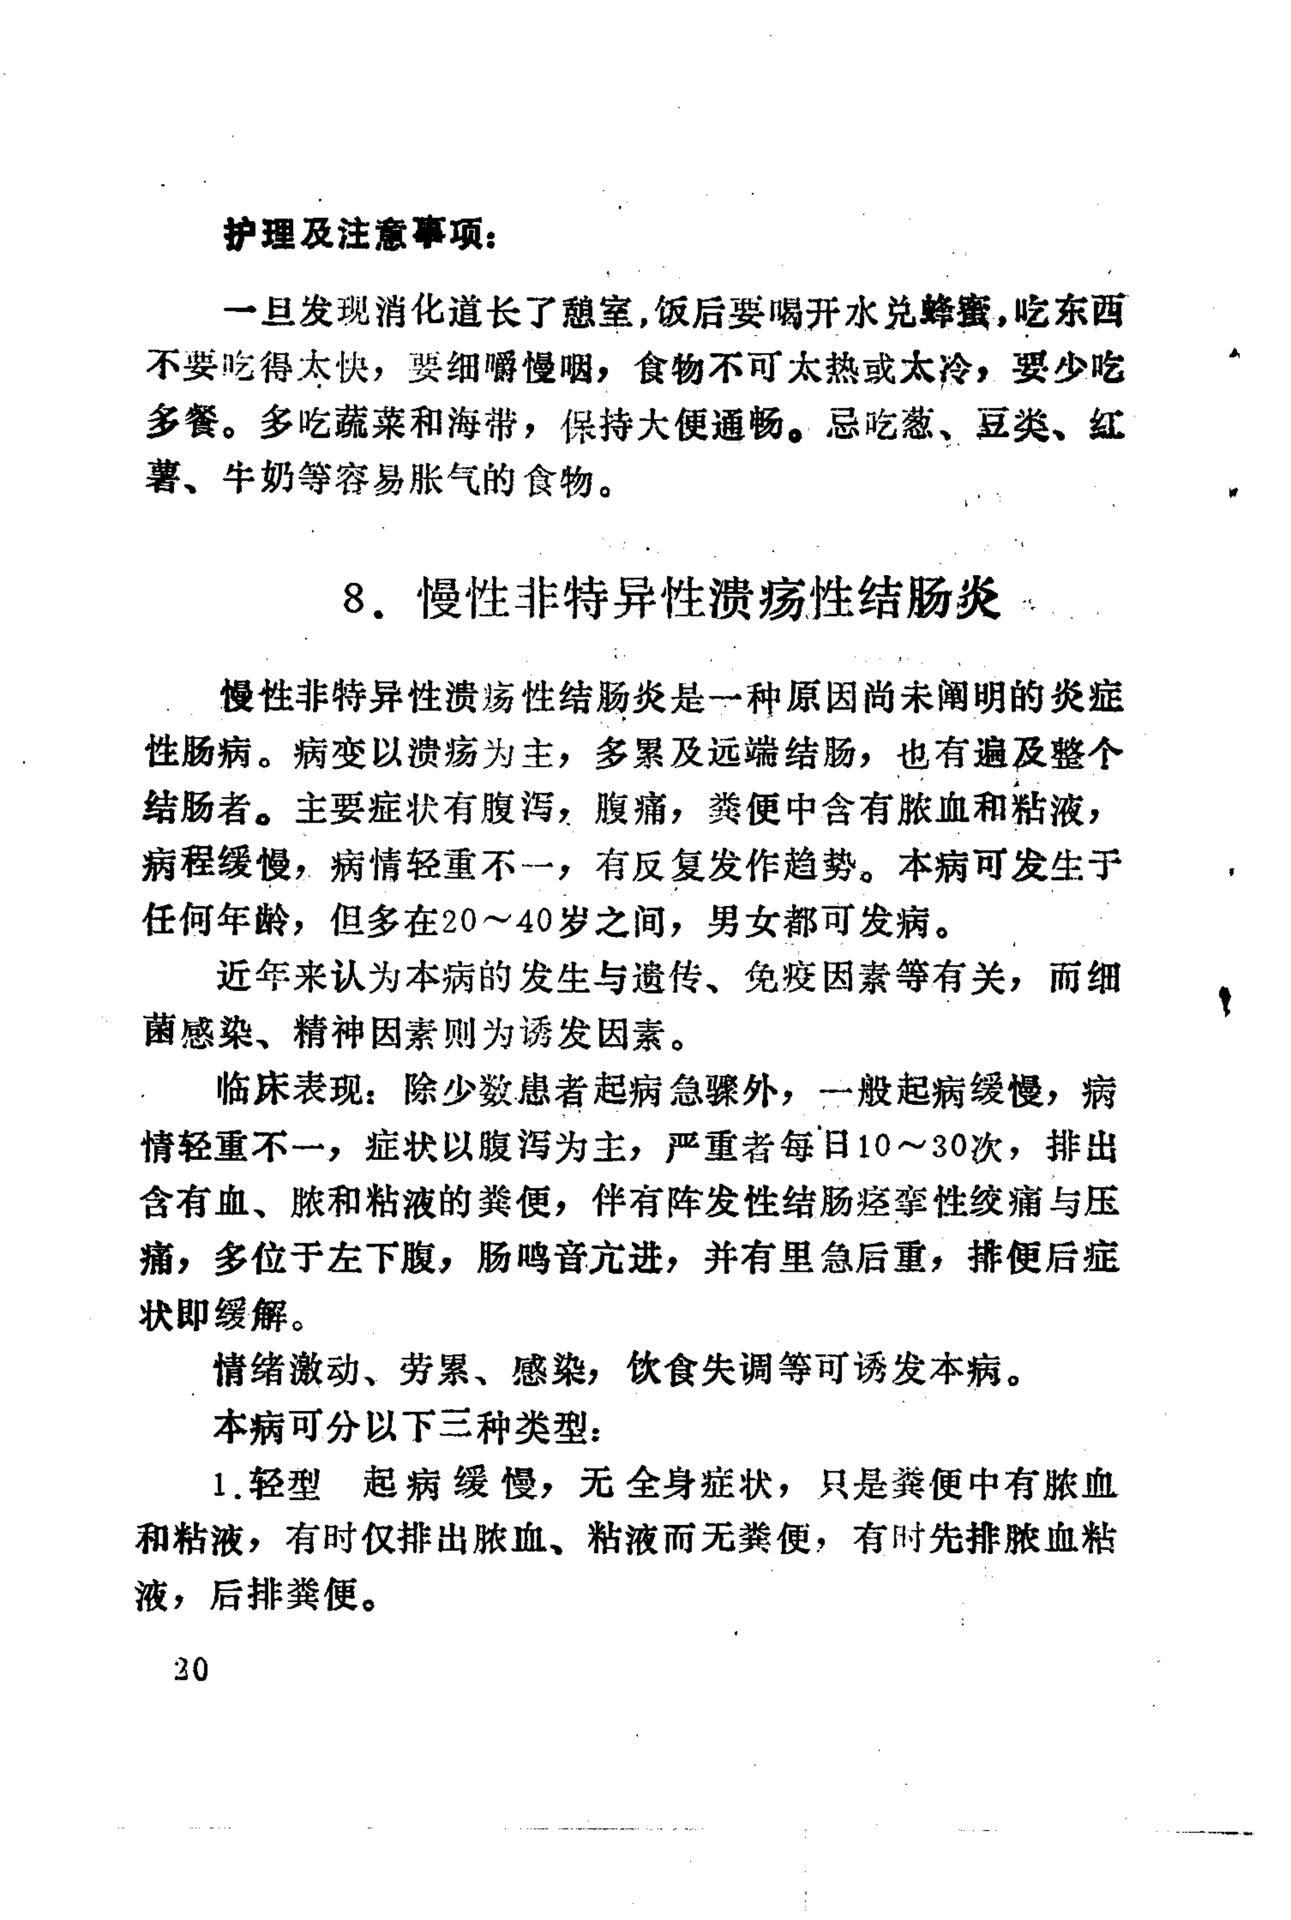 护理及注意事项：
一旦发现消化道长了憩室，饭后要喝开水兑蜂蜜，吃东西
不要吃得太快，要细嚼慢咽，食物不可太热或太冷，要少吃
多餐。多吃蔬菜和海带，保持大便通畅。忌吃葱、豆类、红
薯、牛奶等容易胀气的食物。
8．慢性非特异性溃疡性结肠炎
慢性非特异性溃疡性结肠炎是一种原因尚未阐明的炎症
性肠病。病变以溃疡为主，多累及远端结肠，也有遍及整个
结肠者。主要症状有腹泻，腹痛，粪便中含有脓血和粘液，
病程缓慢，病情轻重不一，有反复发作趋势。本病可发生于
任何年龄，但多在20～40岁之间，男女都可发病。
近年来认为本病的发生与遗传、免疫因素等有关，而细
菌感染、精神因素则为诱发因素。
临床表现：除少数患者起病急骤外，一般起病缓慢，病
情轻重不一，症状以腹泻为主，严重者每日10～30次，排出
含有血、脓和粘液的粪便，伴有阵发性结肠痉挛性绞痛与压
痛，多位于左下腹，肠鸣音亢进，并有里急后重，排便后症
状即缓解。
情绪激动、劳累、感染，饮食失调等可诱发本病。
本病可分以下三种类型：
1.轻型　起病缓慢，无全身症状，只是粪便中有脓血
和粘液，有时仅排出脓血、粘液而无粪便，有时先排脓血粘
液，后排粪便。
20